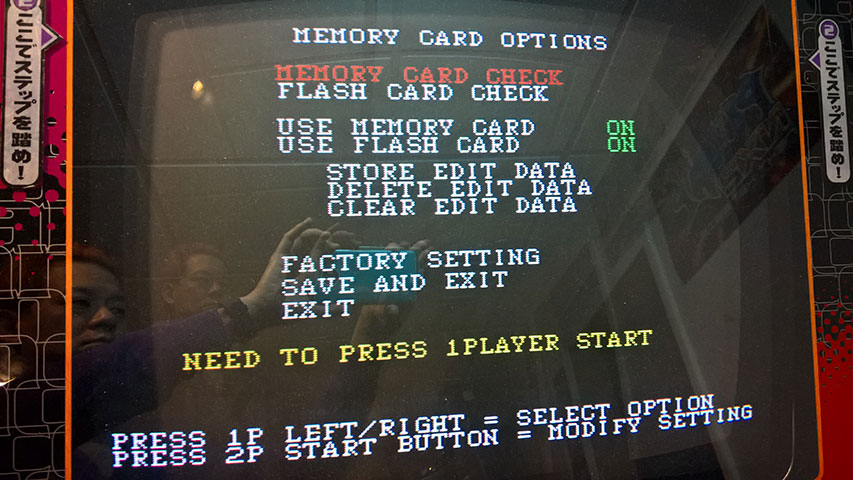 MEMORY CARD OPTIONS
MEMORY CARD CHECK
FLASH CARD CHECK
USE MEMORY CARD ON
USE FLASH CARD ON
STORE EDIT DATA
DELETE EDIT DATA
CLEAR EDIT DATA
FACTORY SETTING
SAVE AND EXIT
EXIT
NEED TO PRESS 1PLAYER START
PRESS 1P LEFT/RIGHT = SELECT OPTION
PRESS 2P START BUTTON = MODIFY SETTING
2 ここでステップを踏め!
2 ここでステップを踏め!